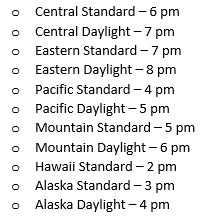 o Central Standard – 6 pm
o Central Daylight – 7 pm
o Eastern Standard – 7 pm
o Eastern Daylight – 8 pm
o Pacific Standard – 4 pm
o Pacific Daylight – 5 pm
o Mountain Standard – 5 pm
o Mountain Daylight – 6 pm
o Hawaii Standard – 2 pm
o Alaska Standard – 3 pm
o Alaska Daylight – 4 pm